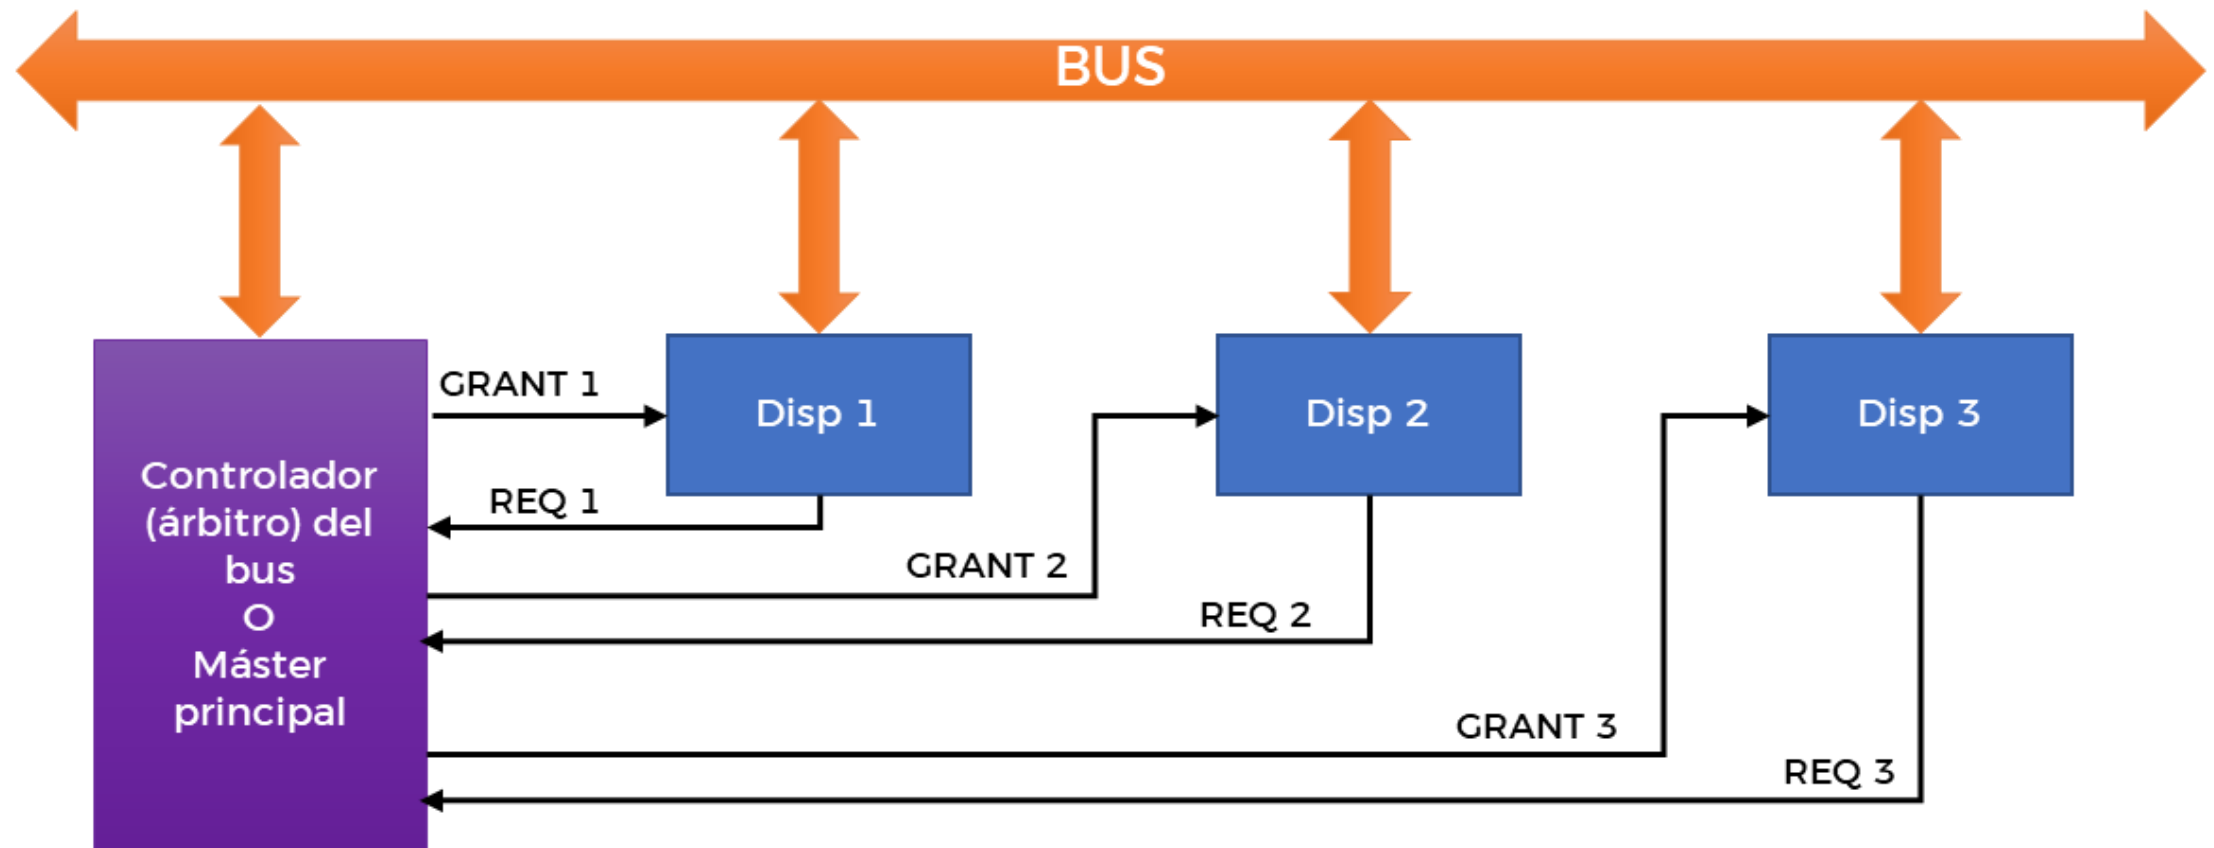 BUS
GRANT 1
Disp 1
Disp 2
Disp 3
Controlador
(árbitro) del
bus
O
Máster
principal
REQ 1
GRANT 2
REQ 2
GRANT 3
REQ 3